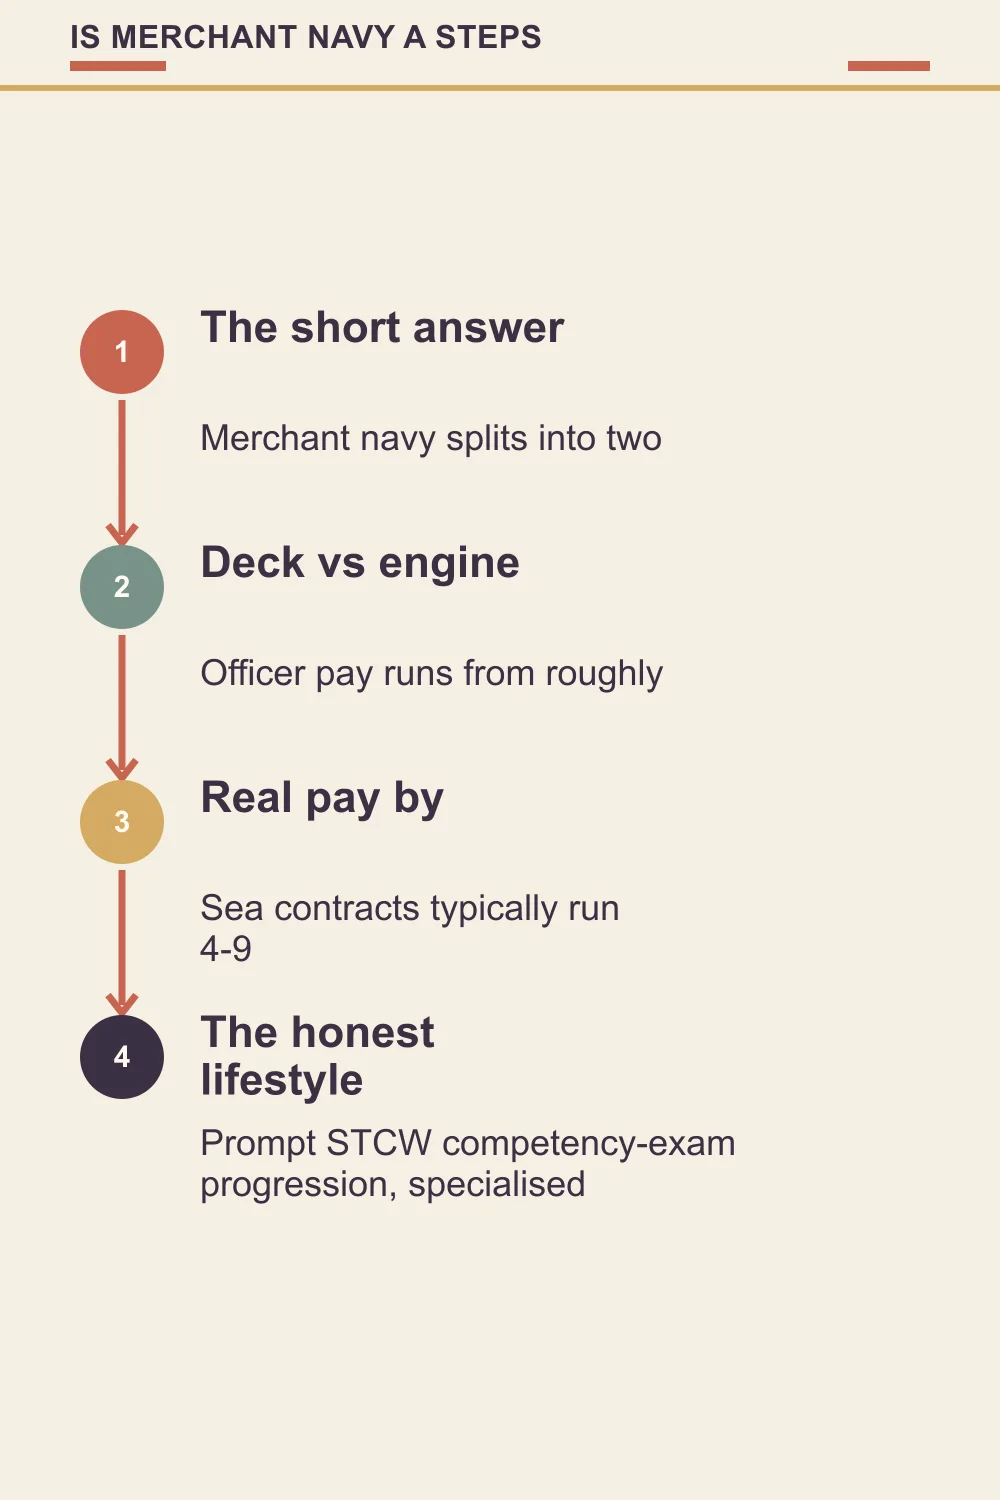 IS MERCHANT NAVY A STEPS
1
The short answer
Merchant navy splits into two
2
Deck vs engine
Officer pay runs from roughly
3
Real pay by
Sea contracts typically run
4-9
4
The honest
lifestyle
Prompt STCW competency-exam
progression, specialised